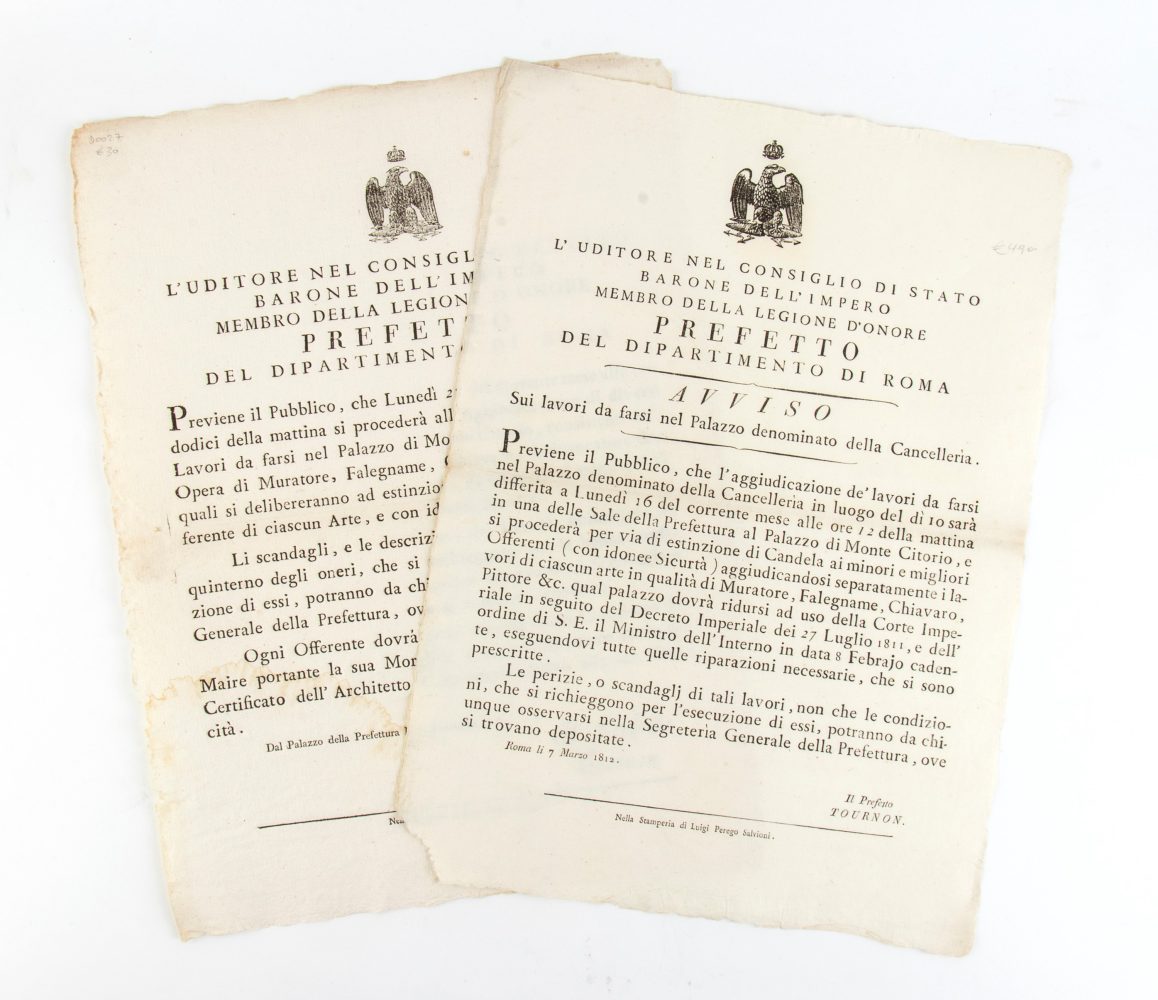 D0027
€30
L'UDITORE NEL CONSIGL
BARONE DELL'IM
MEMBRO DELLA LEGION
PREFET
DEL DIPARTIMENT
Previene il Pubblico, che Lunedì 2
dodici della mattina si procederà all
Lavori da farsi nel Palazzo di Mo
Opera di Muratore, Falegname,
quali si delibereranno ad estinzio
ferente di ciascun Arte, e con id
Li scandagli, e le descriz
quinterno degli oneri, che si
zione di essi, potranno da chi
Generale della Prefettura, ov
Ogni Offerente dovrà
Maire portante la sua Mor
Certificato dell' Architetto
cità.
Dal Palazzo della Prefettura
Ne
€490
L' UDITORE NEL CONSIGLIO DI STATO
BARONE DELL'IMPERO
MEMBRO DELLA LEGIONE D'ONORE
PREFETTO
DEL DIPARTIMENTO DI ROMA
AVVISO
Sui lavori da farsi nel Palazzo denominato della Cancelleria.
Previene il Pubblico, che l'aggiudicazione de' lavori da farsi
nel Palazzo denominato della Cancelleria in luogo del dì 10 sarà
differita a Lunedì 16 del corrente mese alle ore 12 della mattina
in una delle Sale della Prefettura al Palazzo di Monte Citorio, e
si procederà per via di estinzione di Candela ai minori e migliori
Offerenti (con idonee Sicurtà) aggiudicandosi separatamente i la-
vori di ciascun arte in qualità di Muratore, Falegname, Chiavaro,
Pittore &c. qual palazzo dovrà ridursi ad uso della Corte Impe-
riale in seguito del Decreto Imperiale dei 27 Luglio 1811, e dell'
ordine di S. E. il Ministro dell'Interno in data 8 Febrajo caden-
te, eseguendovi tutte quelle riparazioni necessarie, che si sono
prescritte.
Le perizie, o scandaglj di tali lavori, non che le condizio-
ni, che si richieggono per l'esecuzione di essi, potranno da chi-
unque osservarsi nella Segreteria Generale della Prefettura, ove
si trovano depositate.
Roma li 7 Marzo 1812.
Il Prefetto
TOURNON.
Nella Stamperia di Luigi Perego Salvioni.